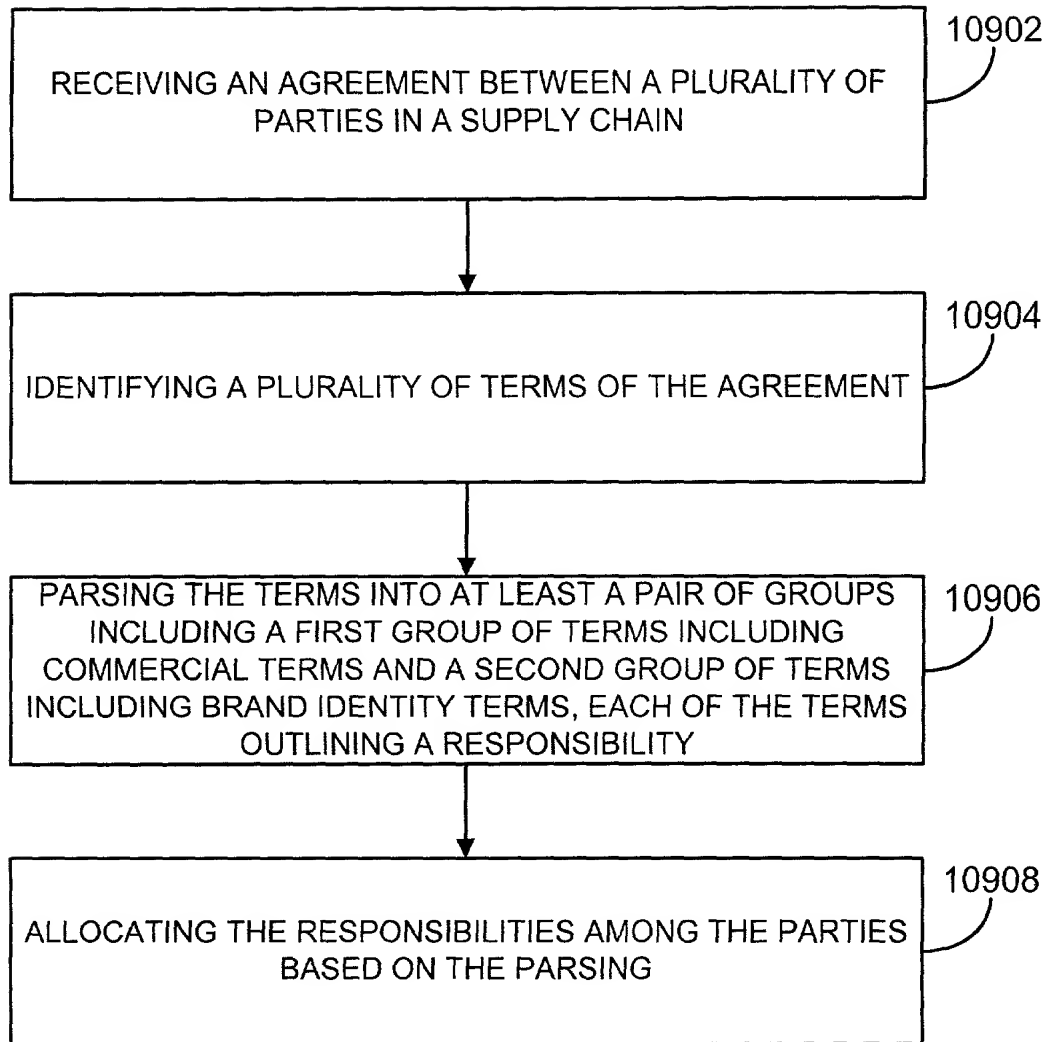 10902
RECEIVING AN AGREEMENT BETWEEN A PLURALITY OF
PARTIES IN A SUPPLY CHAIN
10904
IDENTIFYING A PLURALITY OF TERMS OF THE AGREEMENT
10906
PARSING THE TERMS INTO AT LEAST A PAIR OF GROUPS
INCLUDING A FIRST GROUP OF TERMS INCLUDING
COMMERCIAL TERMS AND A SECOND GROUP OF TERMS
INCLUDING BRAND IDENTITY TERMS, EACH OF THE TERMS
OUTLINING A RESPONSIBILITY
10908
ALLOCATING THE RESPONSIBILITIES AMONG THE PARTIES
BASED ON THE PARSING